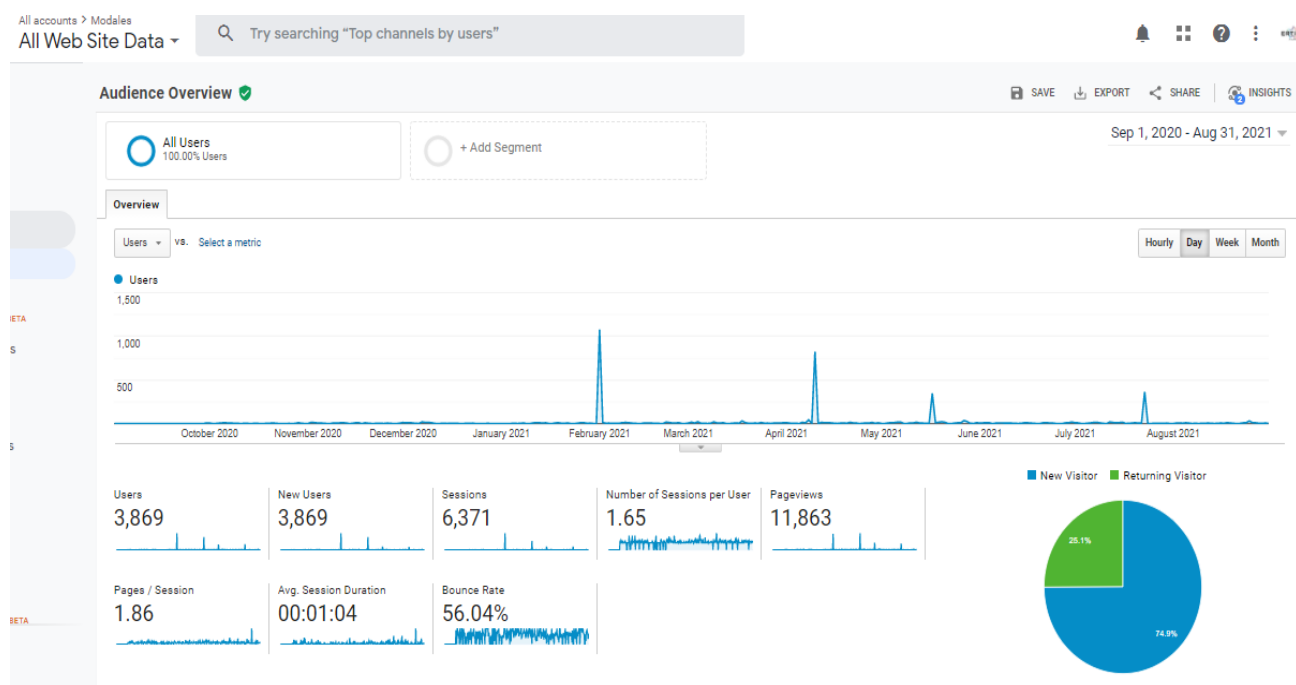 All accounts > Modales
All Web Site Data
Try searching “Top channels by users”
Audience Overview
SAVE
EXPORT
SHARE
2
INSIGHTS
All Users
100.00% Users
+ Add Segment
Sep 1, 2020 - Aug 31, 2021
Overview
Users vs. Select a metric
Hourly Day Week Month
Users
1,500
1,000
500
BETA
S
S
BETA
October 2020 November 2020 December 2020 January 2021 February 2021 March 2021 April 2021 May 2021 June 2021 July 2021 August 2021
New Visitor Returning Visitor
Users
3,869
New Users
3,869
Sessions
6,371
Number of Sessions per User
1.65
Pageviews
11,863
Pages / Session
1.86
Avg. Session Duration
00:01:04
Bounce Rate
56.04%
25.1%
74.9%